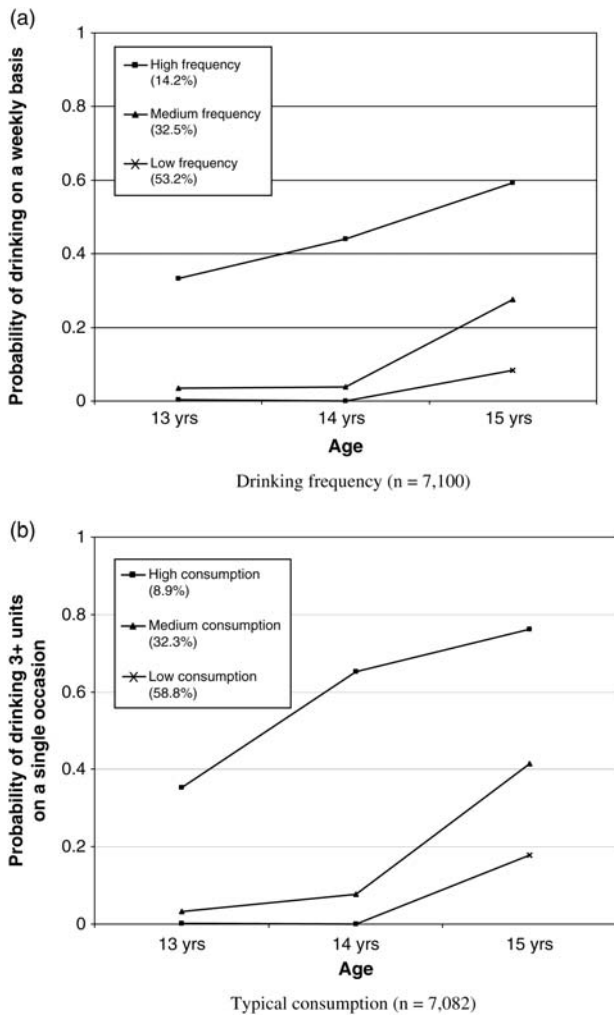 (a)
Probability of drinking on a weekly basis
1
0.8
0.6
0.4
0.2
0
High frequency
(14.2%)
Medium frequency
(32.5%)
Low frequency
(53.2%)
13 yrs
14 yrs
15 yrs
Age
Drinking frequency (n = 7,100)
(b)
Probability of drinking 3+ units
on a single occasion
1
0.8
0.6
0.4
0.2
0
High consumption
(8.9%)
Medium consumption
(32.3%)
Low consumption
(58.8%)
13 yrs
14 yrs
15 yrs
Age
Typical consumption (n = 7,082)